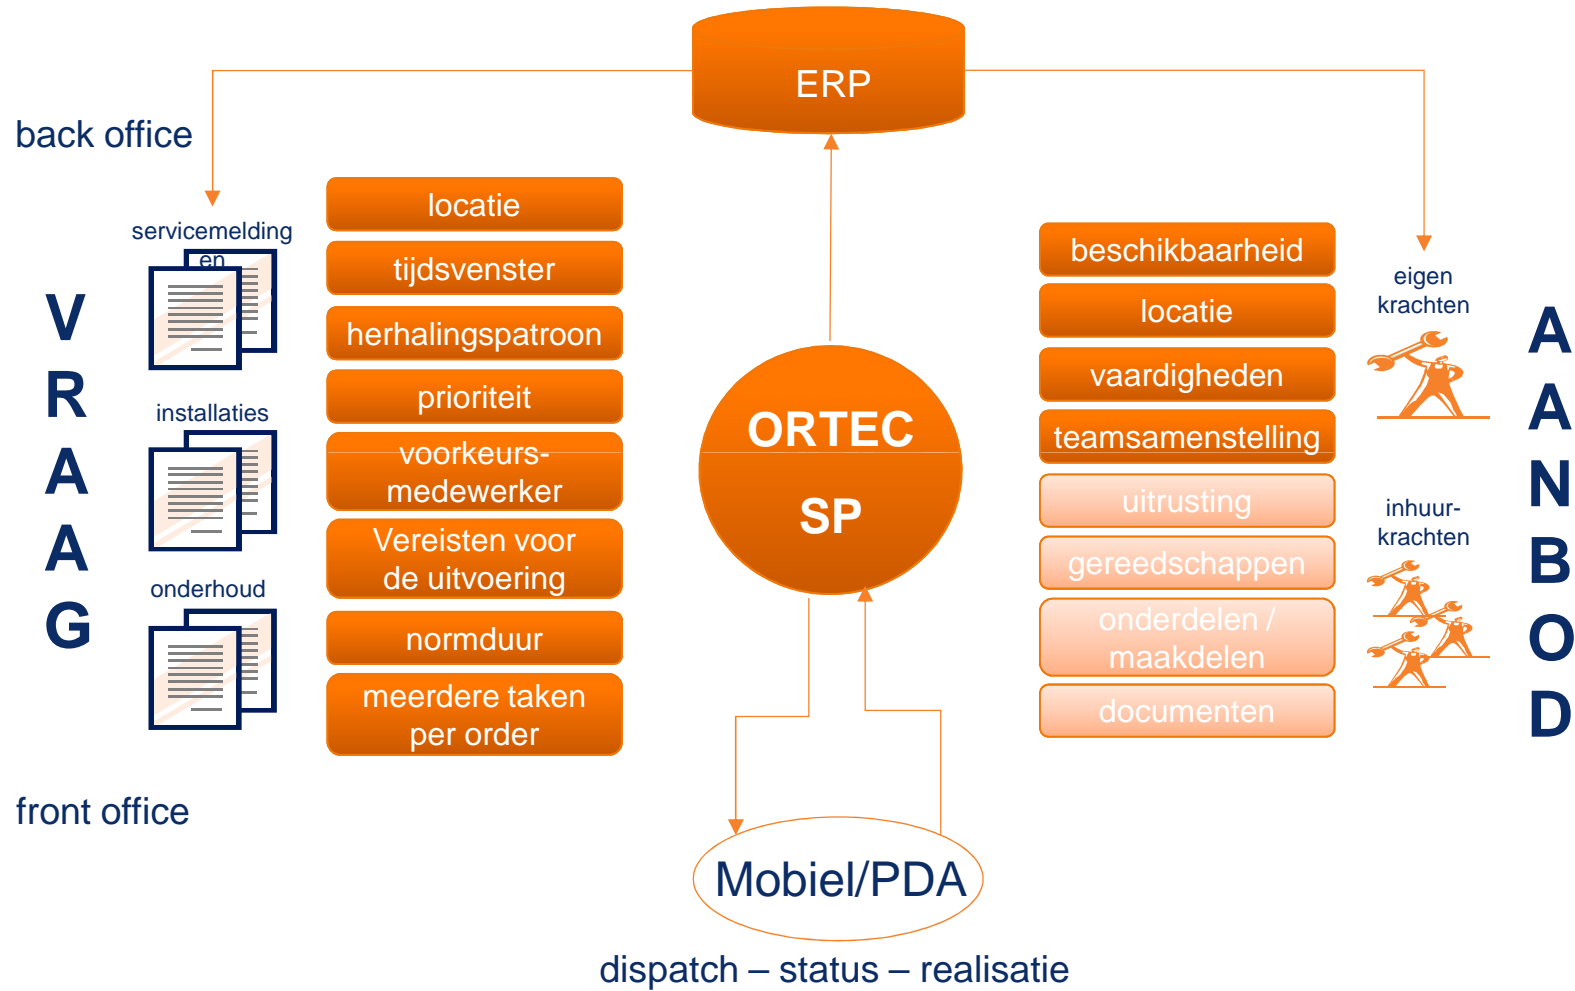 ERP
back office
servicemelding
en
installaties
onderhoud
V
R
A
A
G
locatie
tijdsvenster
herhalingspatroon
prioriteit
voorkeurs-
medewerker
Vereisten voor
de uitvoering
normduur
meerdere taken
per order
ORTEC
SP
beschikbaarheid
locatie
vaardigheden
teamsamenstelling
uitrusting
gereedschappen
onderdelen /
maakdelen
documenten
eigen
krachten
inhuur-
krachten
A
A
N
B
O
D
front office
Mobiel/PDA
dispatch – status – realisatie